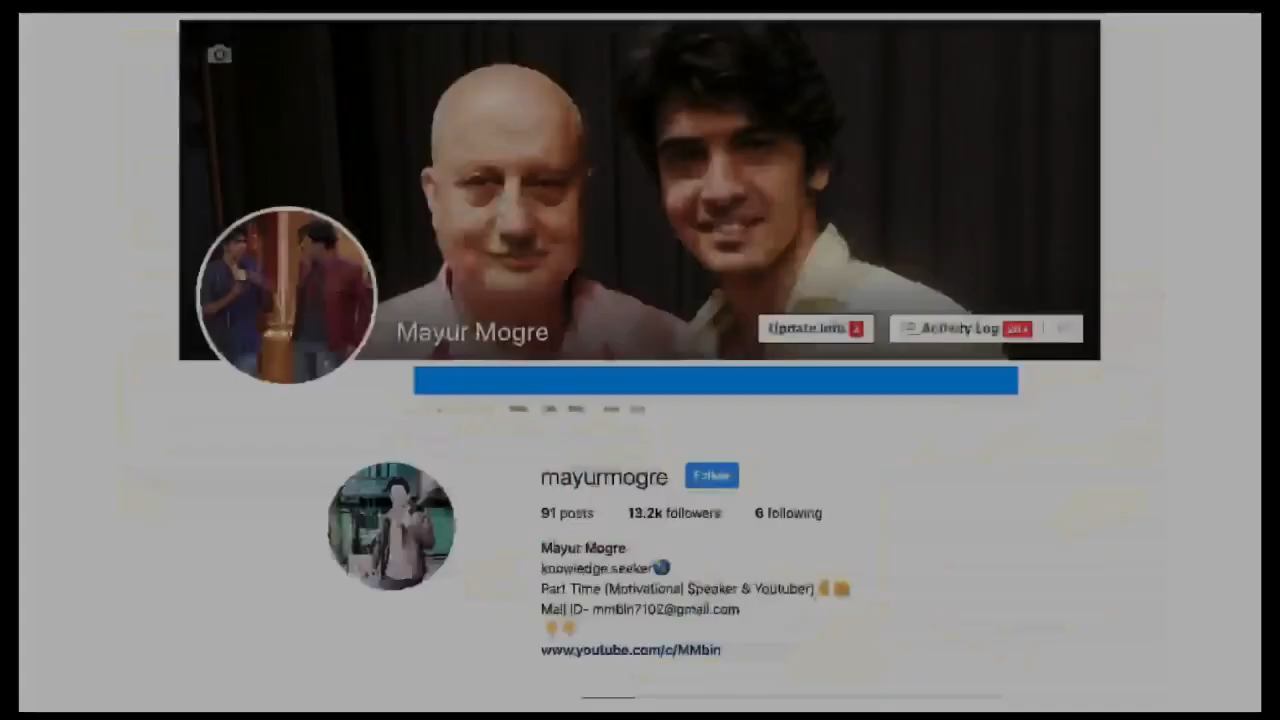 Mayur Mogre
Update Info 2
Activity Log
mayurmogre Follow
91 posts 13.2k followers 6 following
Mayur Mogre
knowledge seeker
Part Time (Motivational Speaker & Youtuber)
Mail ID- mmbin7102@gmail.com
www.youtube.com/c/MMbin